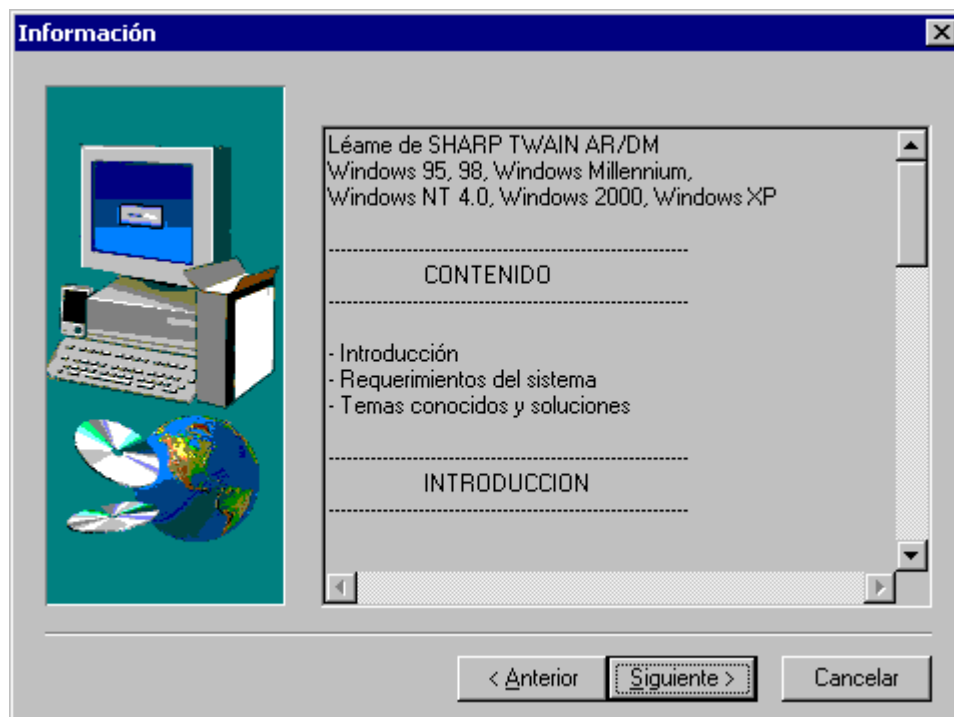 Información
Léame de SHARP TWAIN AR/DM
Windows 95, 98, Windows Millennium,
Windows NT 4.0, Windows 2000, Windows XP
------------------------------------------------------------
CONTENIDO
------------------------------------------------------------
- Introducción
- Requerimientos del sistema
- Temas conocidos y soluciones
------------------------------------------------------------
INTRODUCCION
------------------------------------------------------------
< Anterior
Siguiente >
Cancelar